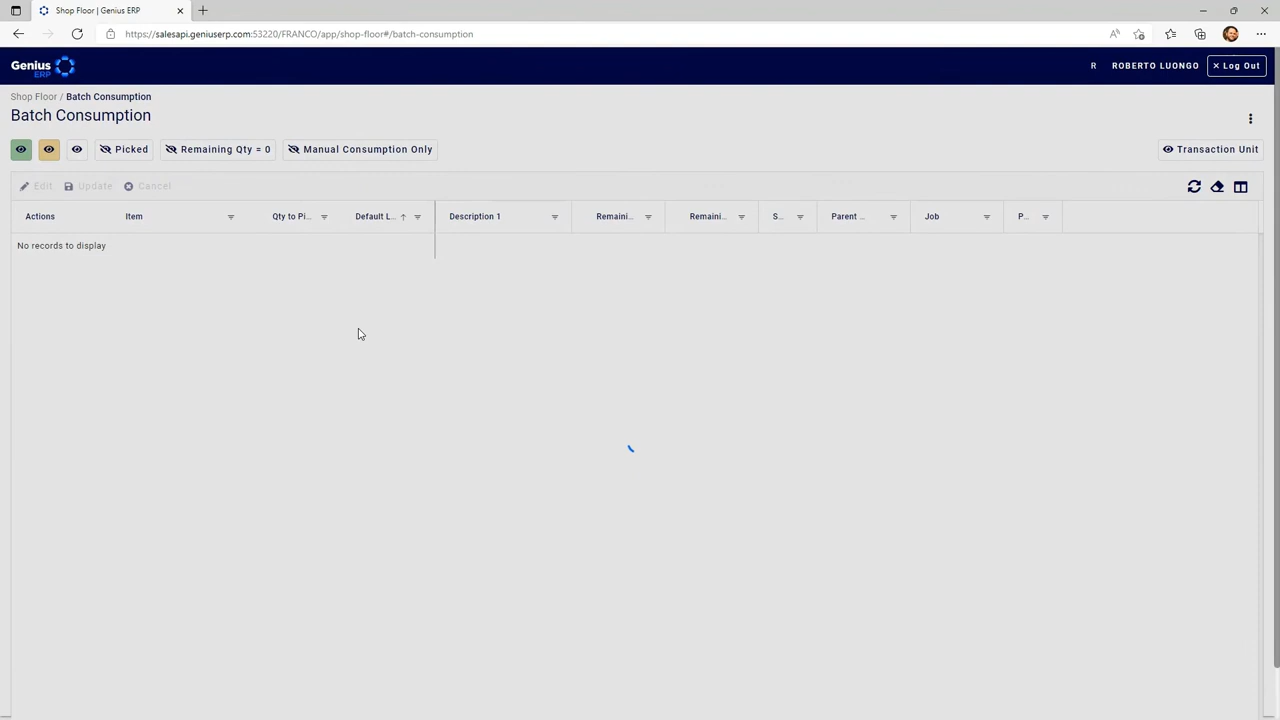 Shop Floor | Genius ERP
https://salesapi.geniuserp.com:53220/FRANCO/app/shop-floor#/batch-consumption
Genius ERP
R ROBERTO LUONGO × Log Out
Shop Floor / Batch Consumption
Batch Consumption
Picked Remaining Qty = 0 Manual Consumption Only Transaction Unit
Edit Update Cancel
Actions Item Qty to Pi... Default L... Description 1 Remaini... Remaini... S... Parent ... Job P...
No records to display